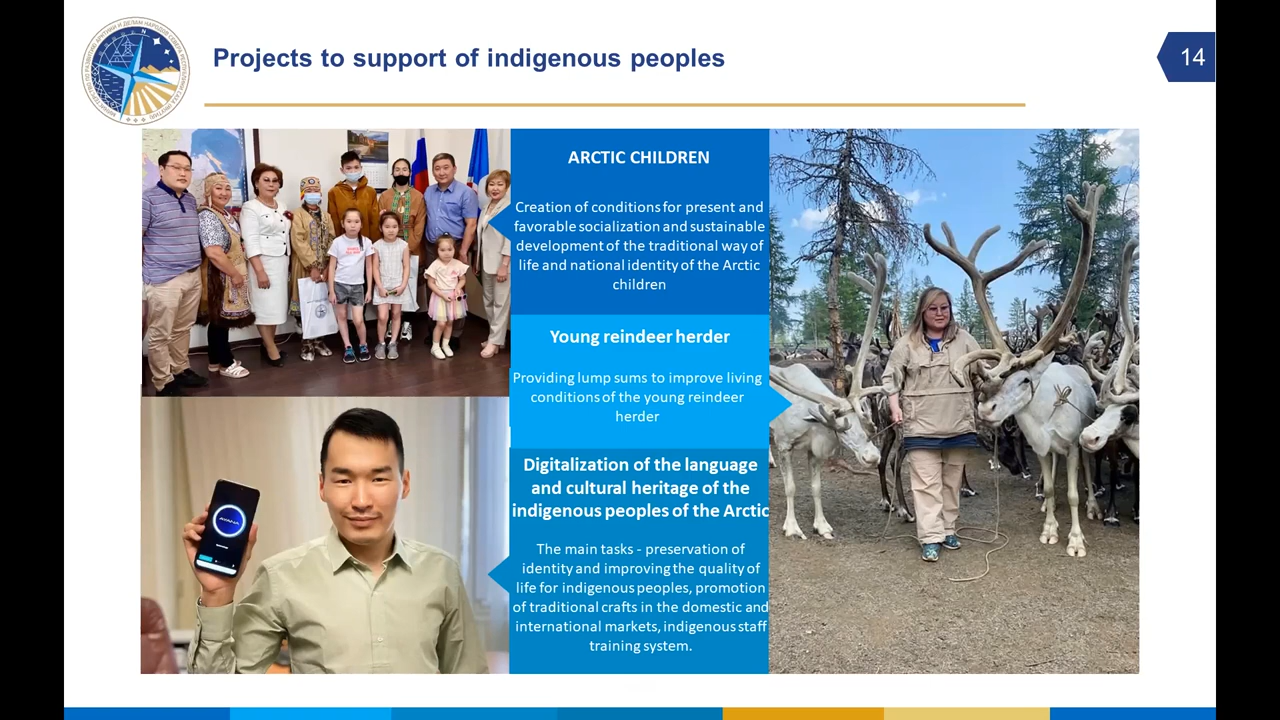 Projects to support of indigenous peoples
14
ARCTIC CHILDREN
Creation of conditions for present and
favorable socialization and sustainable
development of the traditional way of
life and national identity of the Arctic
children
Young reindeer herder
Providing lump sums to improve living
conditions of the young reindeer
herder
Digitalization of the language
and cultural heritage of the
indigenous peoples of the Arctic
The main tasks - preservation of
identity and improving the quality of
life for indigenous peoples, promotion
of traditional crafts in the domestic and
international markets, indigenous staff
training system.